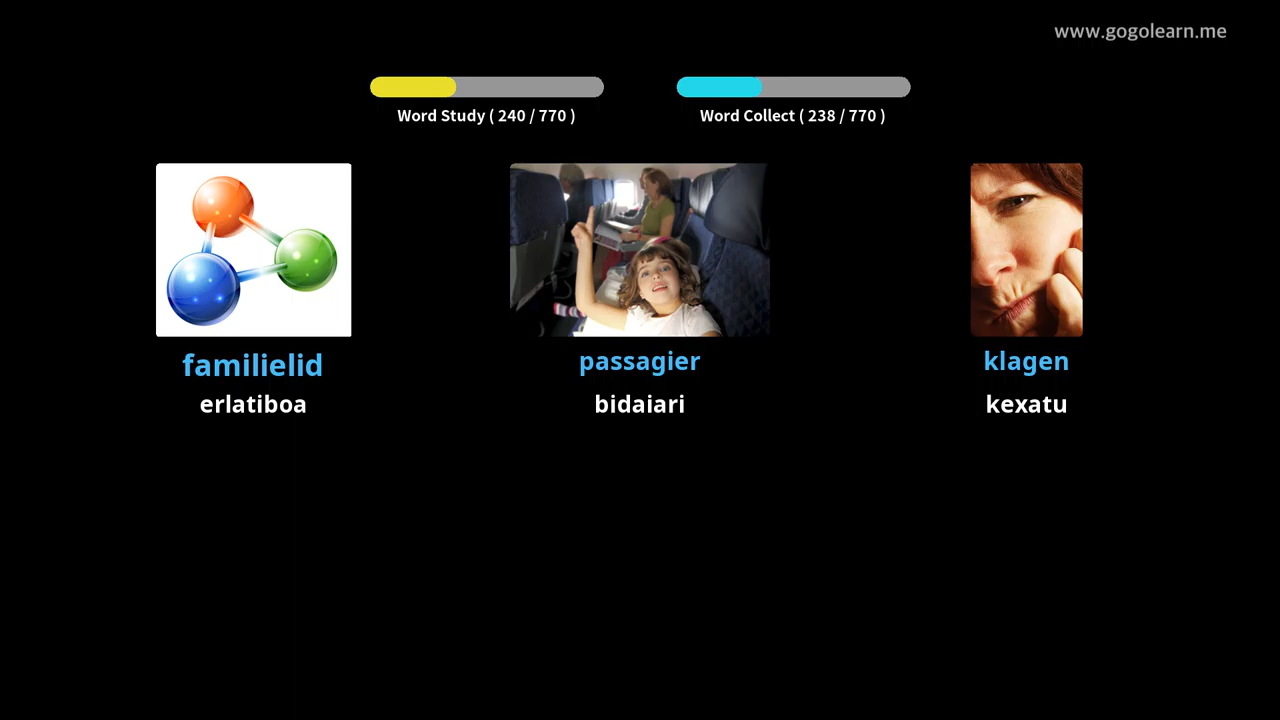 www.gogolearn.me
Word Study ( 240 / 770 )
Word Collect ( 238 / 770 )
familielid
passagier
klagen
erlatiboa
bidaiari
kexatu